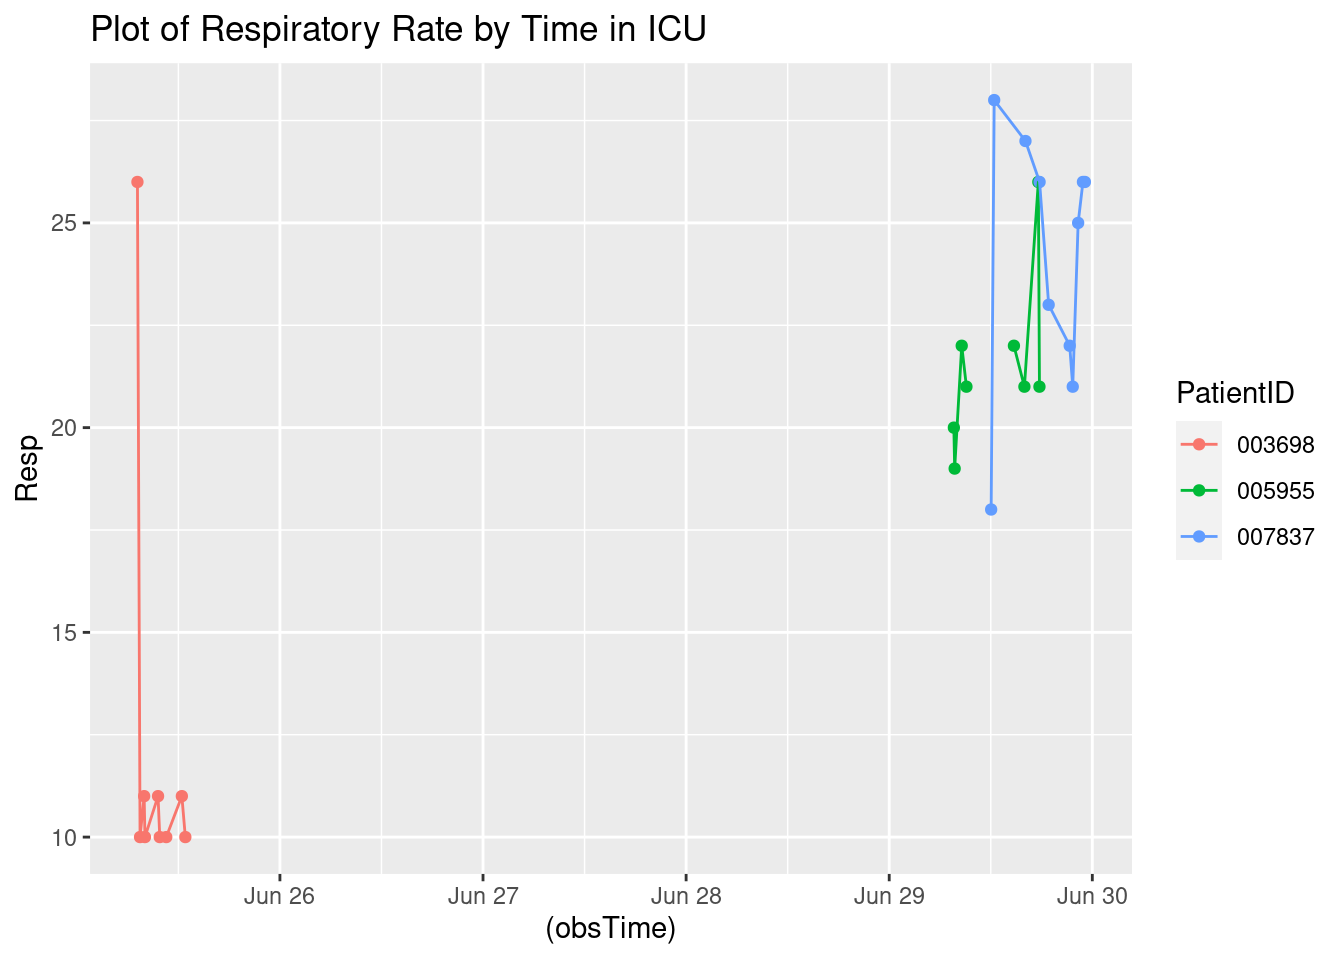 Plot of Respiratory Rate by Time in ICU
25
20
15
10
Resp
Jun 26
Jun 27
Jun 28
Jun 29
Jun 30
(obsTime)
PatientID
003698
005955
007837